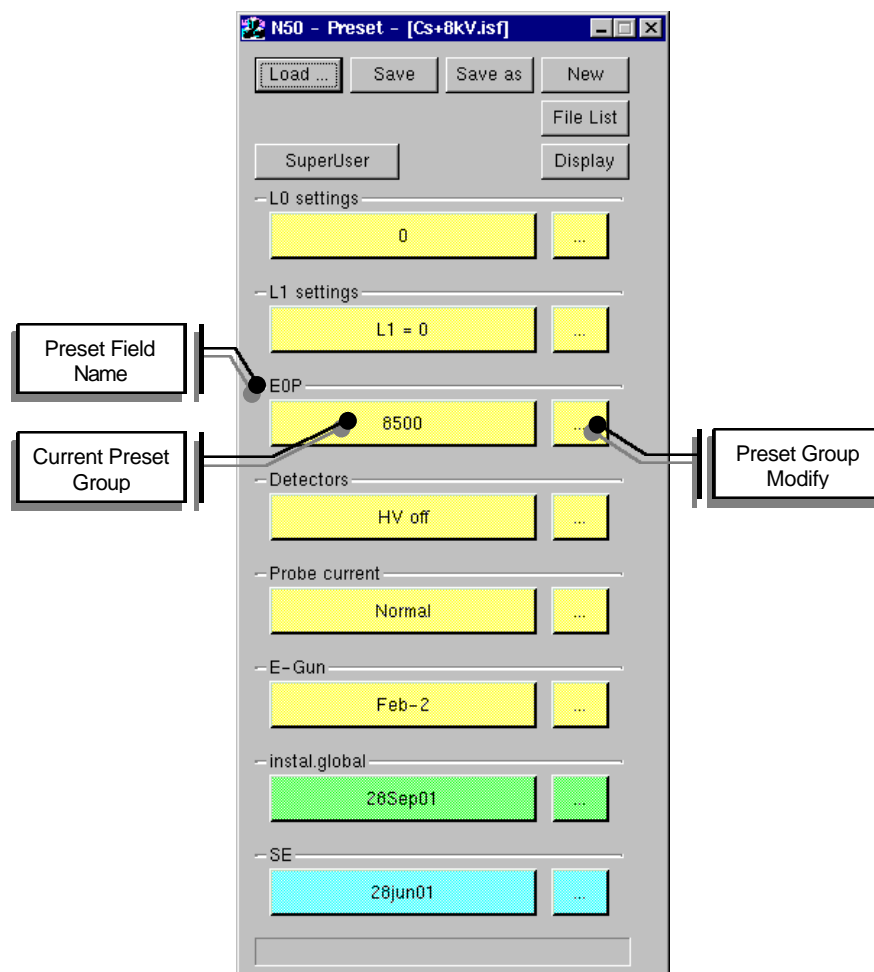 N50 - Preset - [Cs+8kV.isf]
Load ... Save Save as New
File List
SuperUser Display
L0 settings
0 ...
L1 settings
L1 = 0 ...
Preset Field
Name
E0P
8500 ...
Current Preset
Group
Preset Group
Modify
Detectors
HV off ...
Probe current
Normal ...
E-Gun
Feb-2 ...
instal.global
28Sep01 ...
SE
28jun01 ...